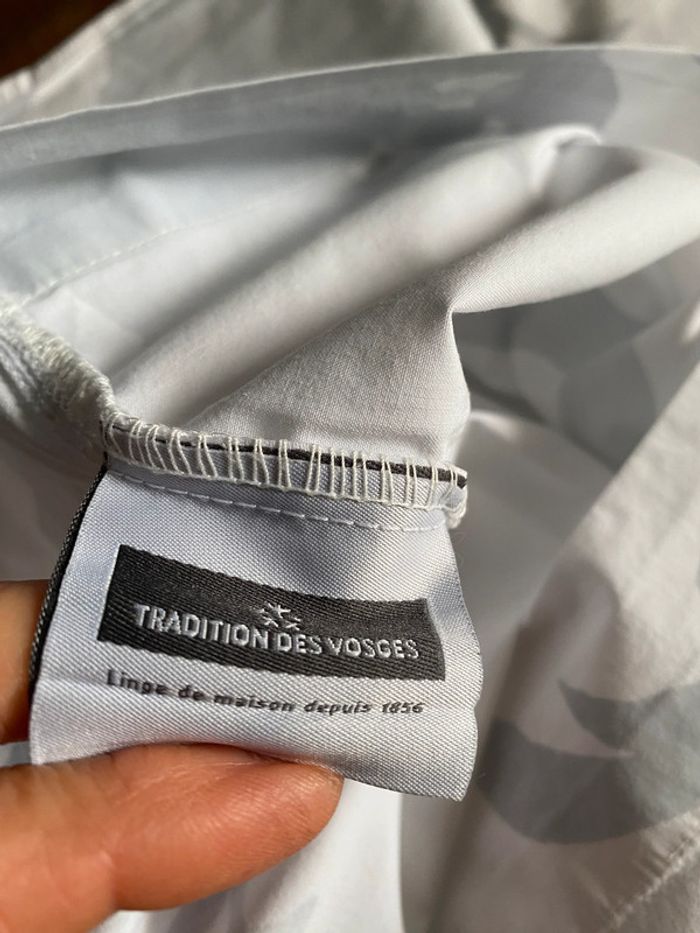 TRADITION DES VOSGES
Linge de maison depuis 1856